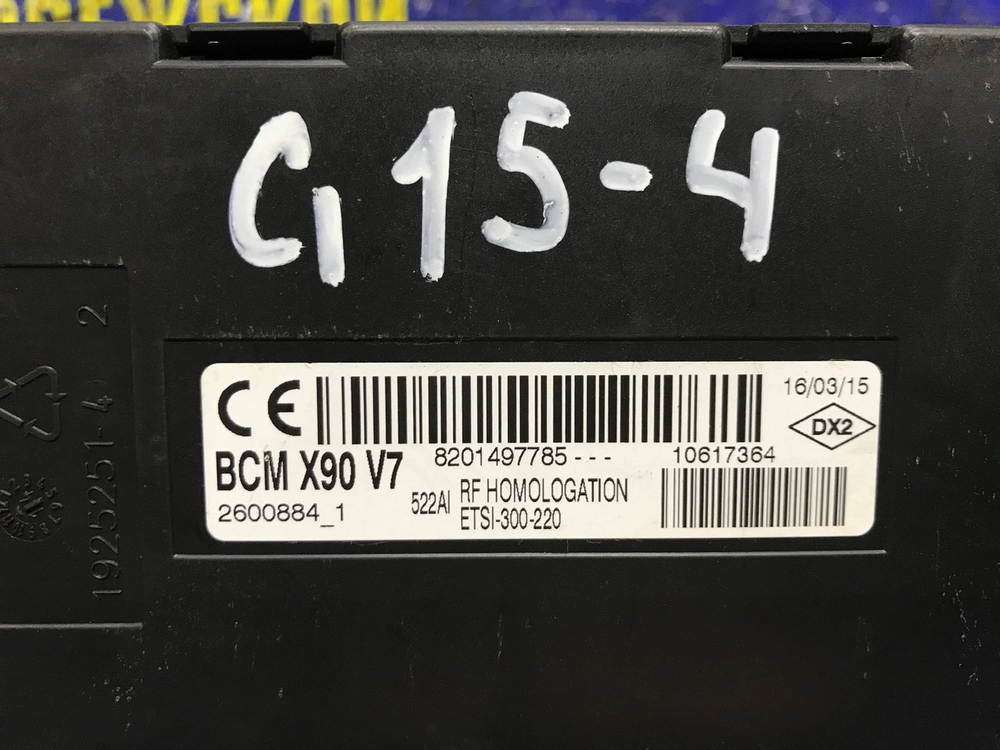 G15-4
CE
16/03/15
DX2
8201497785---
10617364
BCM X90 V7
522AI
RF HOMOLOGATION
ETSI-300-220
2600884_1
1925251-4 2